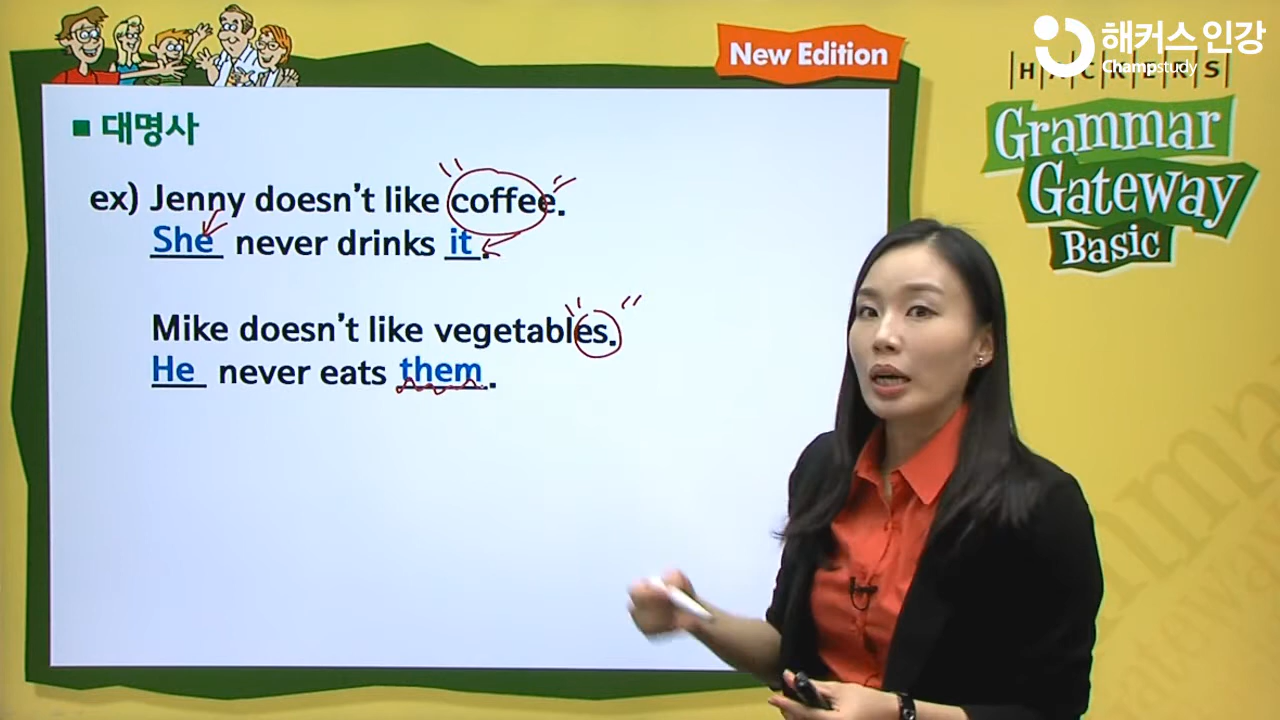 New Edition
해커스 인강
Champstudy
HACKERS
Grammar
Gateway
Basic
■ 대명사
ex) Jenny doesn't like coffee.
She never drinks it.
Mike doesn't like vegetables.
He never eats them.